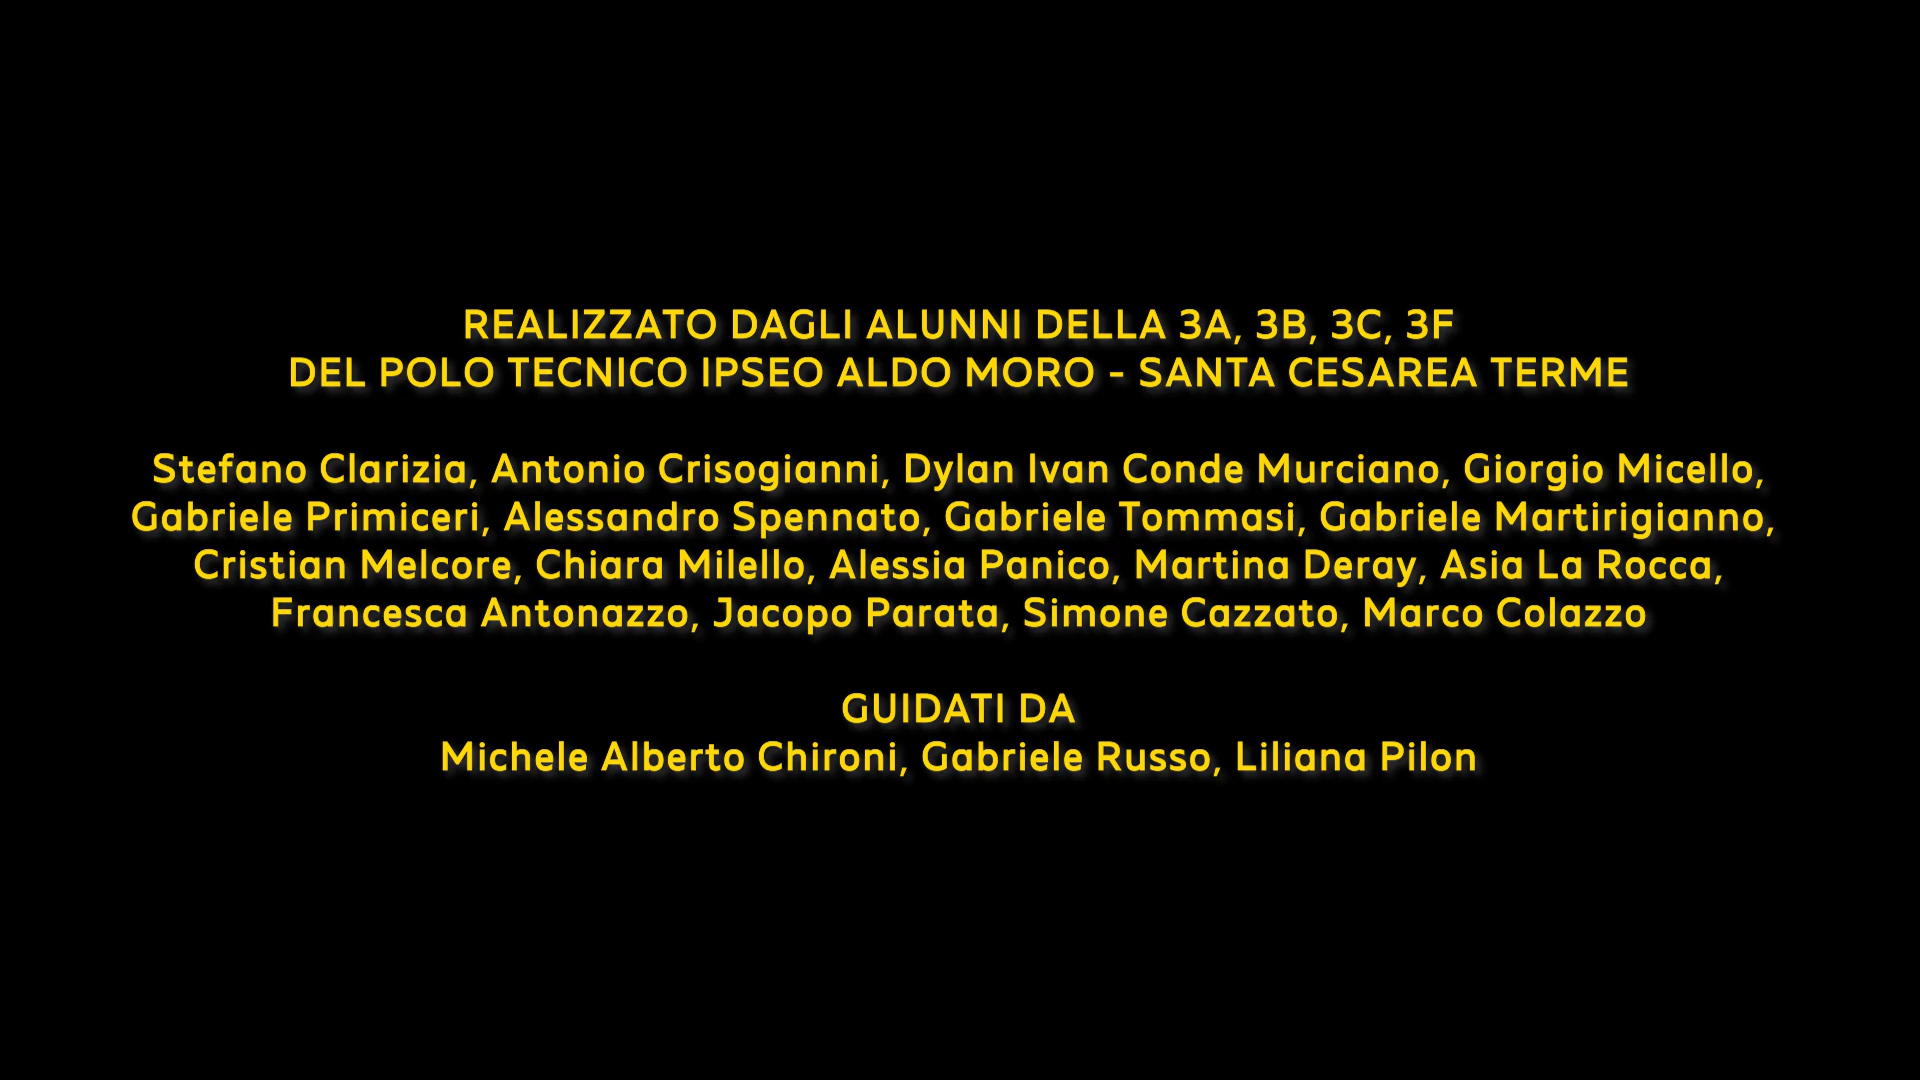 REALIZZATO DAGLI ALUNNI DELLA 3A, 3B, 3C, 3F
DEL POLO TECNICO IPSEO ALDO MORO - SANTA CESAREA TERME
Stefano Clarizia, Antonio Crisogianni, Dylan Ivan Conde Murciano, Giorgio Micello,
Gabriele Primiceri, Alessandro Spennato, Gabriele Tommasi, Gabriele Martirigianno,
Cristian Melcore, Chiara Milello, Alessia Panico, Martina Deray, Asia La Rocca,
Francesca Antonazzo, Jacopo Parata, Simone Cazzato, Marco Colazzo
GUIDATI DA
Michele Alberto Chironi, Gabriele Russo, Liliana Pilon